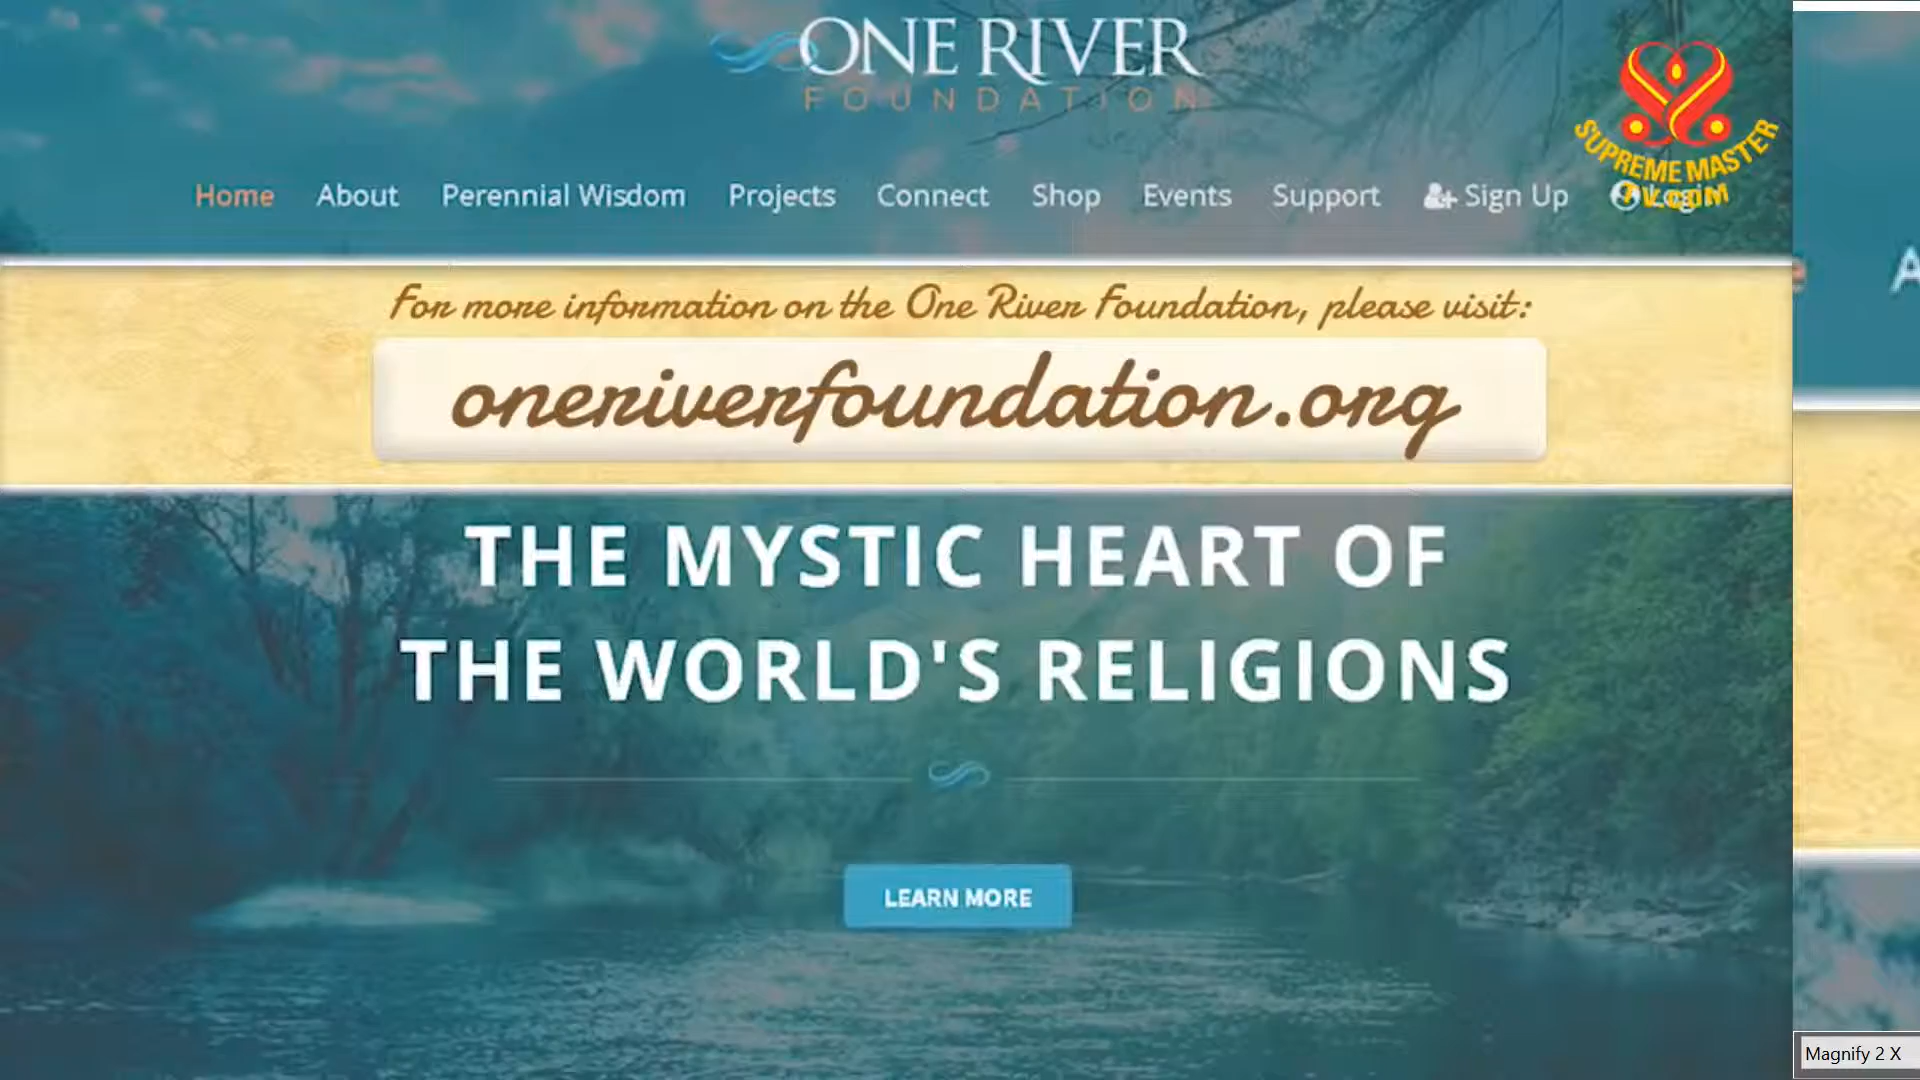 ONE RIVER
FOUNDATION
SUPREME MASTER
TV.COM
Home About Perennial Wisdom Projects Connect Shop Events Support Sign Up Login
For more information on the One River Foundation, please visit:
oneriverfoundation.org
THE MYSTIC HEART OF
THE WORLD'S RELIGIONS
LEARN MORE
Magnify 2 X